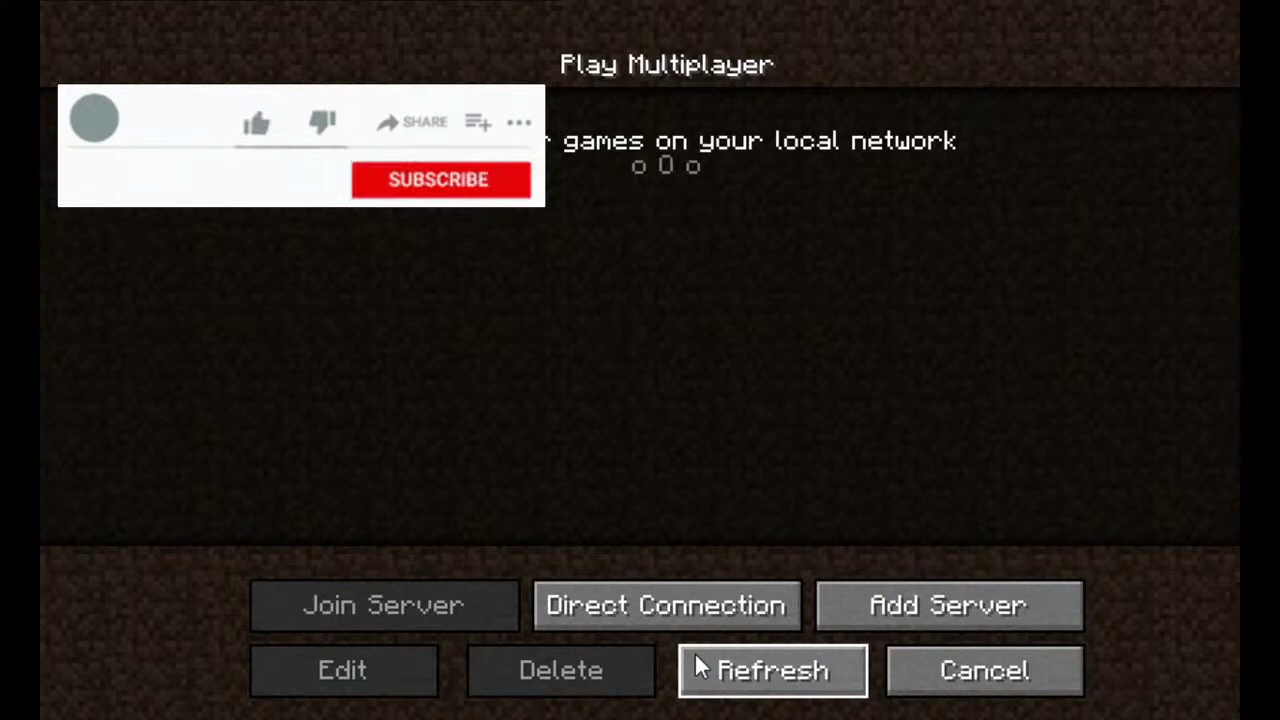 Play Multiplayer
SHARE
games on your local network
o O o
SUBSCRIBE
Join Server
Direct Connection
Add Server
Edit
Delete
Refresh
Cancel